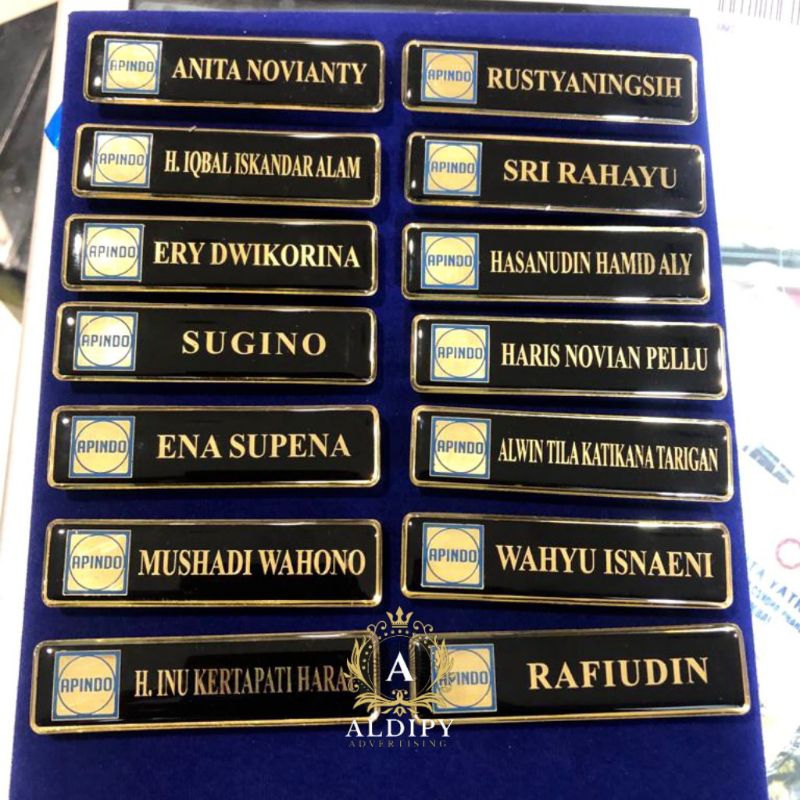 APINDO ANITA NOVIANTY
APINDO RUSTYANINGSIH
APINDO H. IQBAL ISKANDAR ALAM
APINDO SRI RAHAYU
APINDO ERY DWIKORINA
APINDO HASANUDIN HAMID ALY
APINDO SUGINO
APINDO HARIS NOVIAN PELLU
APINDO ENA SUPENA
APINDO ALWIN TILA KATIKANA TARIGAN
APINDO MUSHADI WAHONO
APINDO WAHYU ISNAENI
APINDO H. INU KERTAPATI
APINDO RAFIUDIN
A
ALDIPY
ADVERTISING